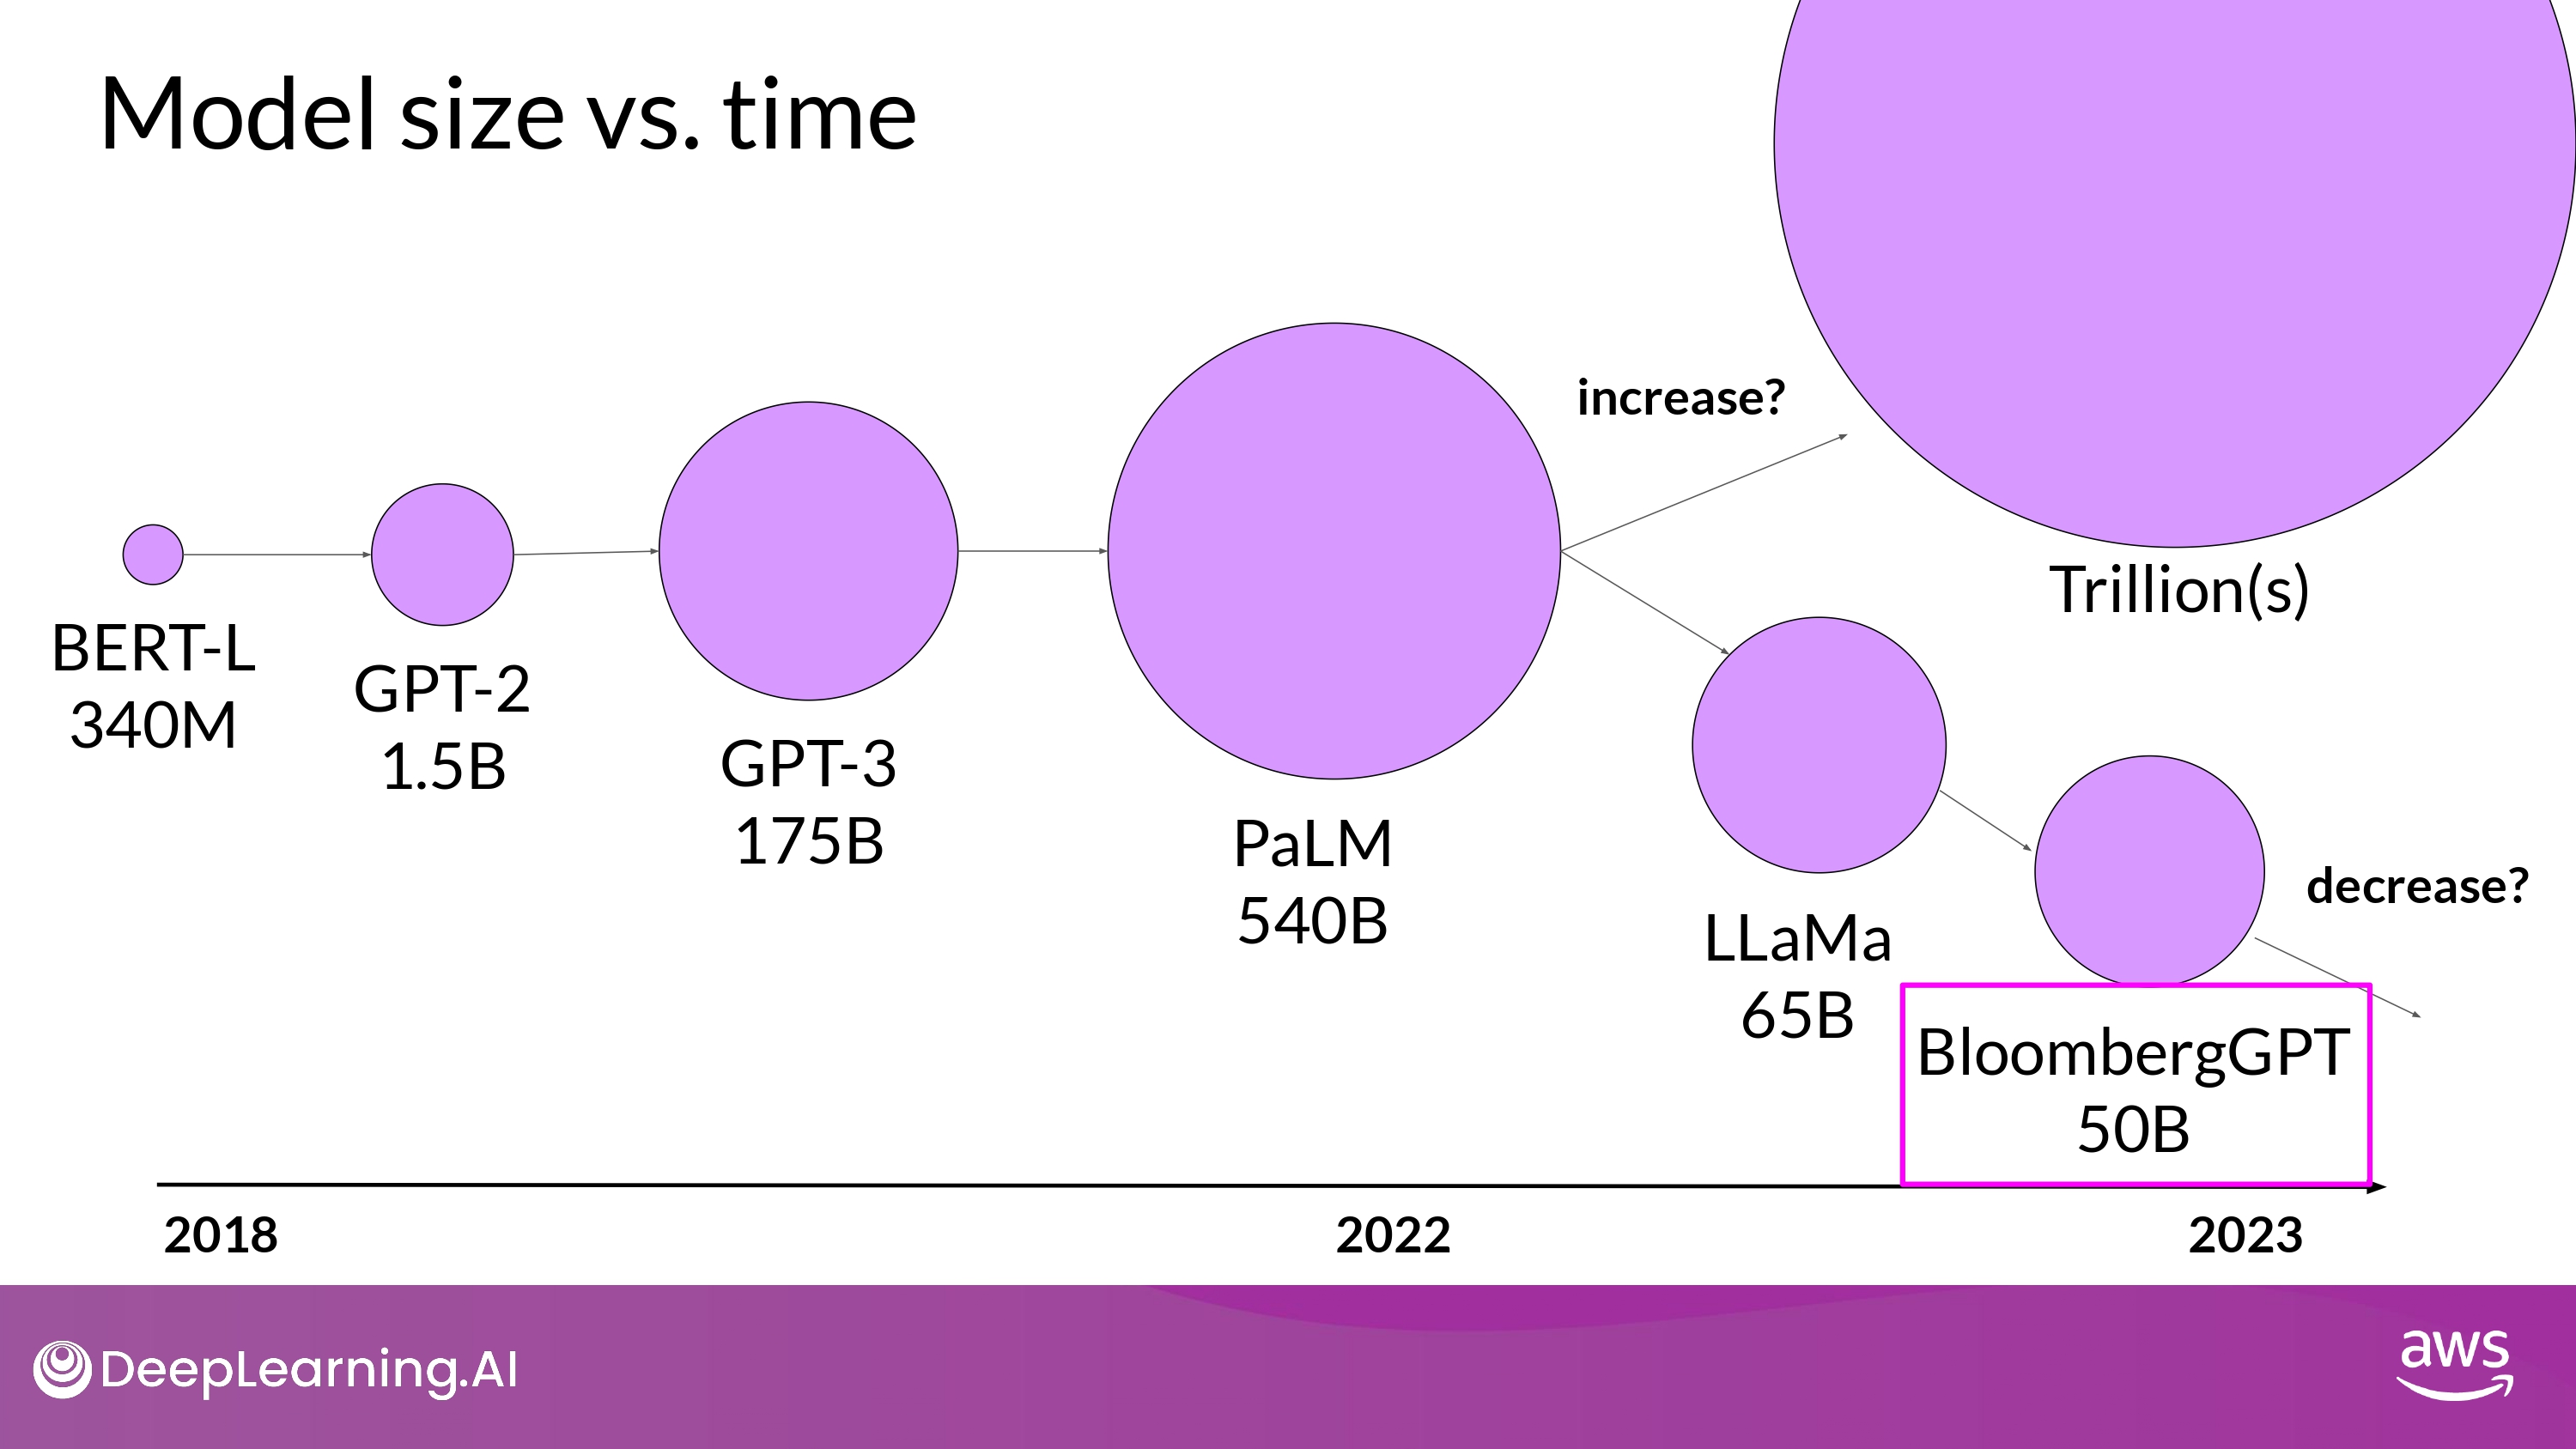 Model size vs. time
increase?
Trillion(s)
BERT-L
340M
GPT-2
1.5B
GPT-3
175B
PaLM
540B
LLaMa
65B
decrease?
BloombergGPT
50B
2018
2022
2023
DeepLearning.AI
aws